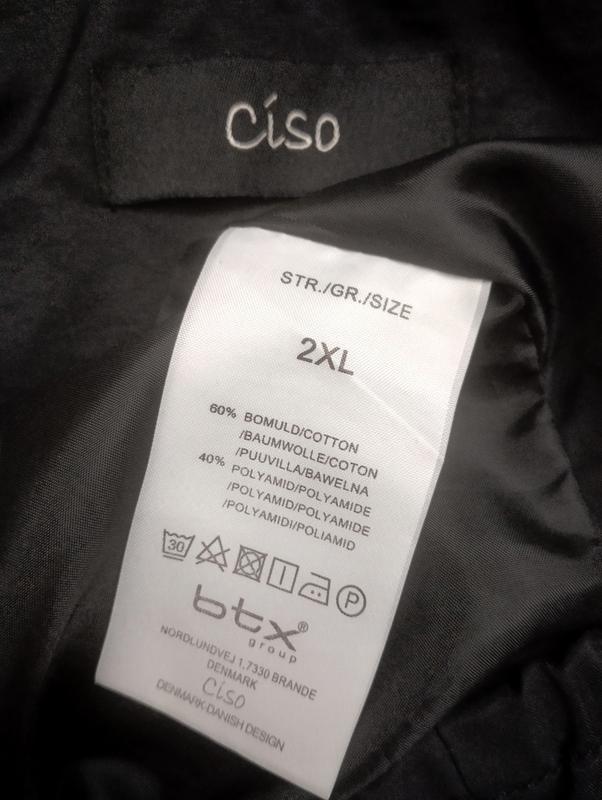 Ciso
STR./GR./SIZE
2XL
60% BOMULD/COTTON
/BAUMWOLLE/COTON
/PUUVILLA/BAWELNA
40% POLYAMID/POLYAMIDE
/POLYAMID/POLYAMIDE
/POLYAMIDI/POLIAMID
30 P
btx®
group
NORDLUNDVEJ 1,7330 BRANDE
DENMARK
Ciso
DENMARK-DANISH DESIGN